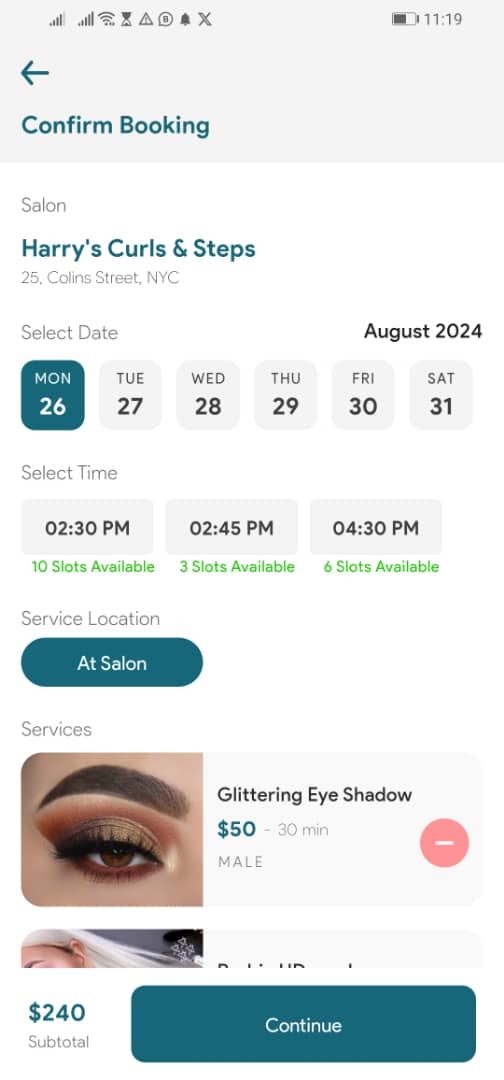 11:19
Confirm Booking
Salon
Harry's Curls & Steps
25, Colins Street, NYC
Select Date August 2024
MON TUE WED THU FRI SAT
26 27 28 29 30 31
Select Time
02:30 PM 02:45 PM 04:30 PM
10 Slots Available 3 Slots Available 6 Slots Available
Service Location
At Salon
Services
Glittering Eye Shadow
$50 - 30 min
MALE
$240
Subtotal
Continue